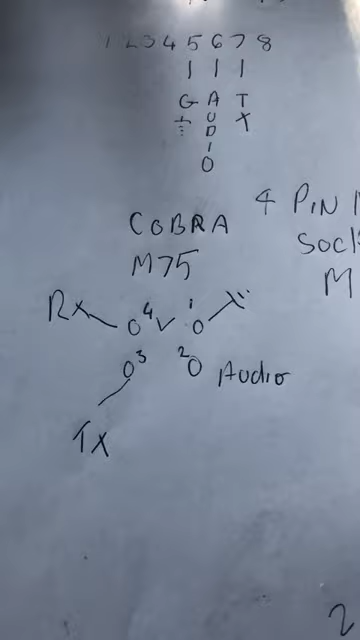 1 2 3 4 5 6 7 8
G A T
U X
D
I
O
COBRA
4 PIN
M75
SOCK
M
Rx 4 1
3 2 Audio
TX
2